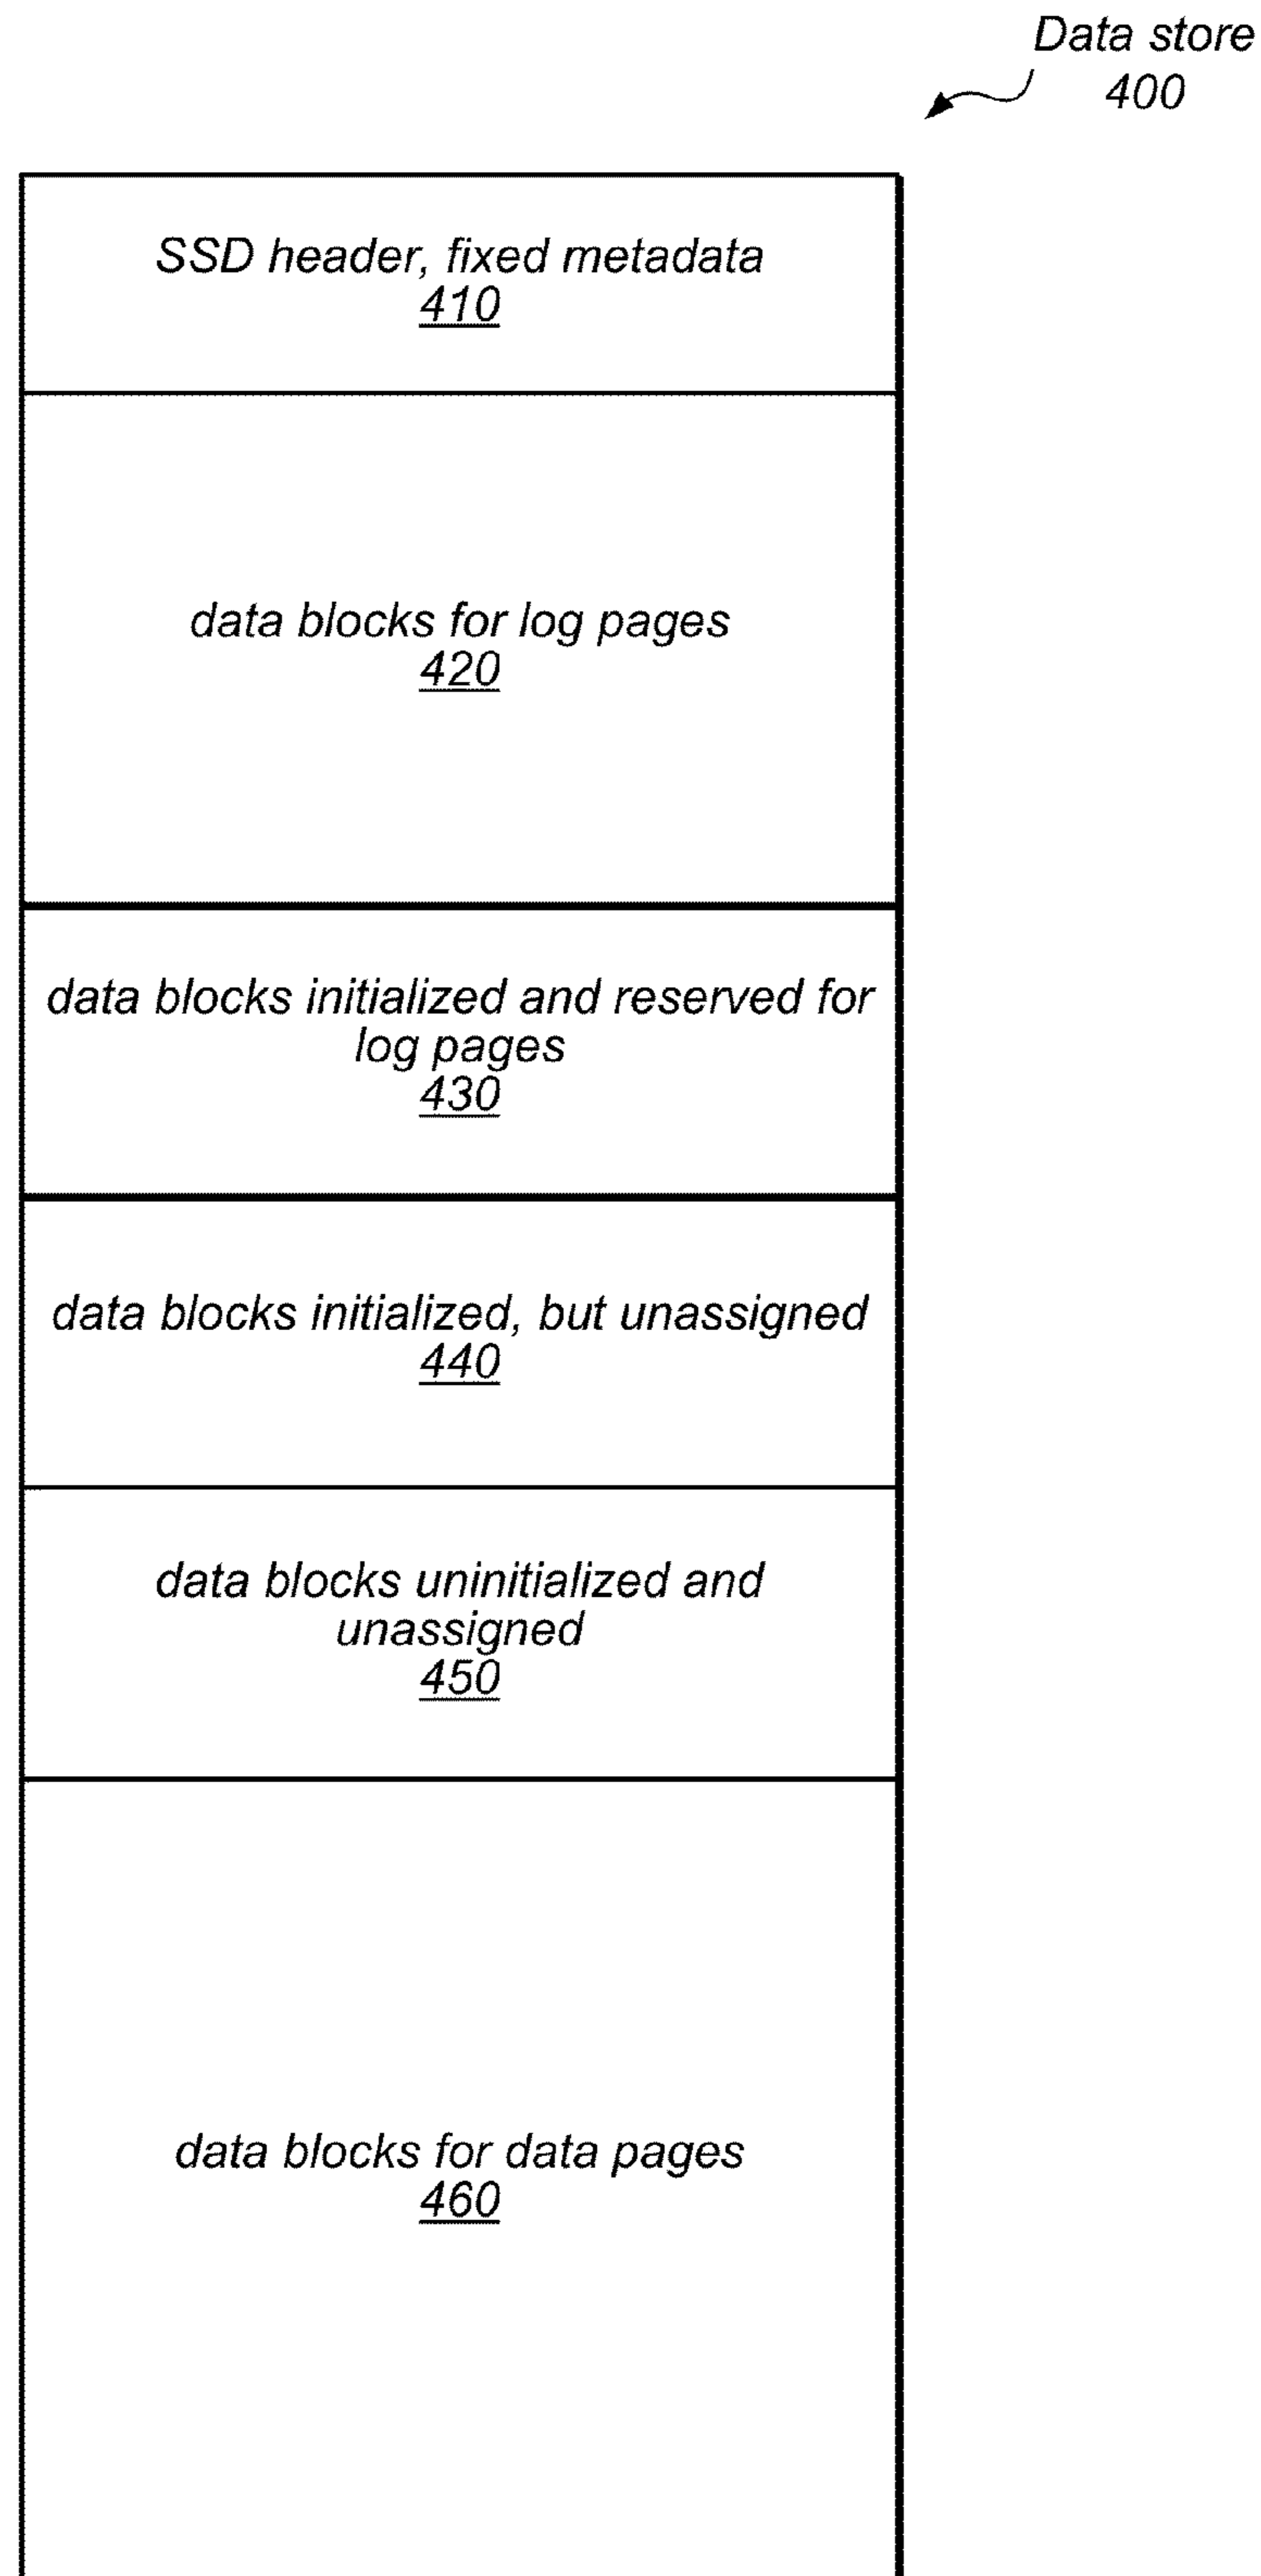 Data store
400
SSD header, fixed metadata
410
data blocks for log pages
420
data blocks initialized and reserved for
log pages
430
data blocks initialized, but unassigned
440
data blocks uninitialized and
unassigned
450
data blocks for data pages
460